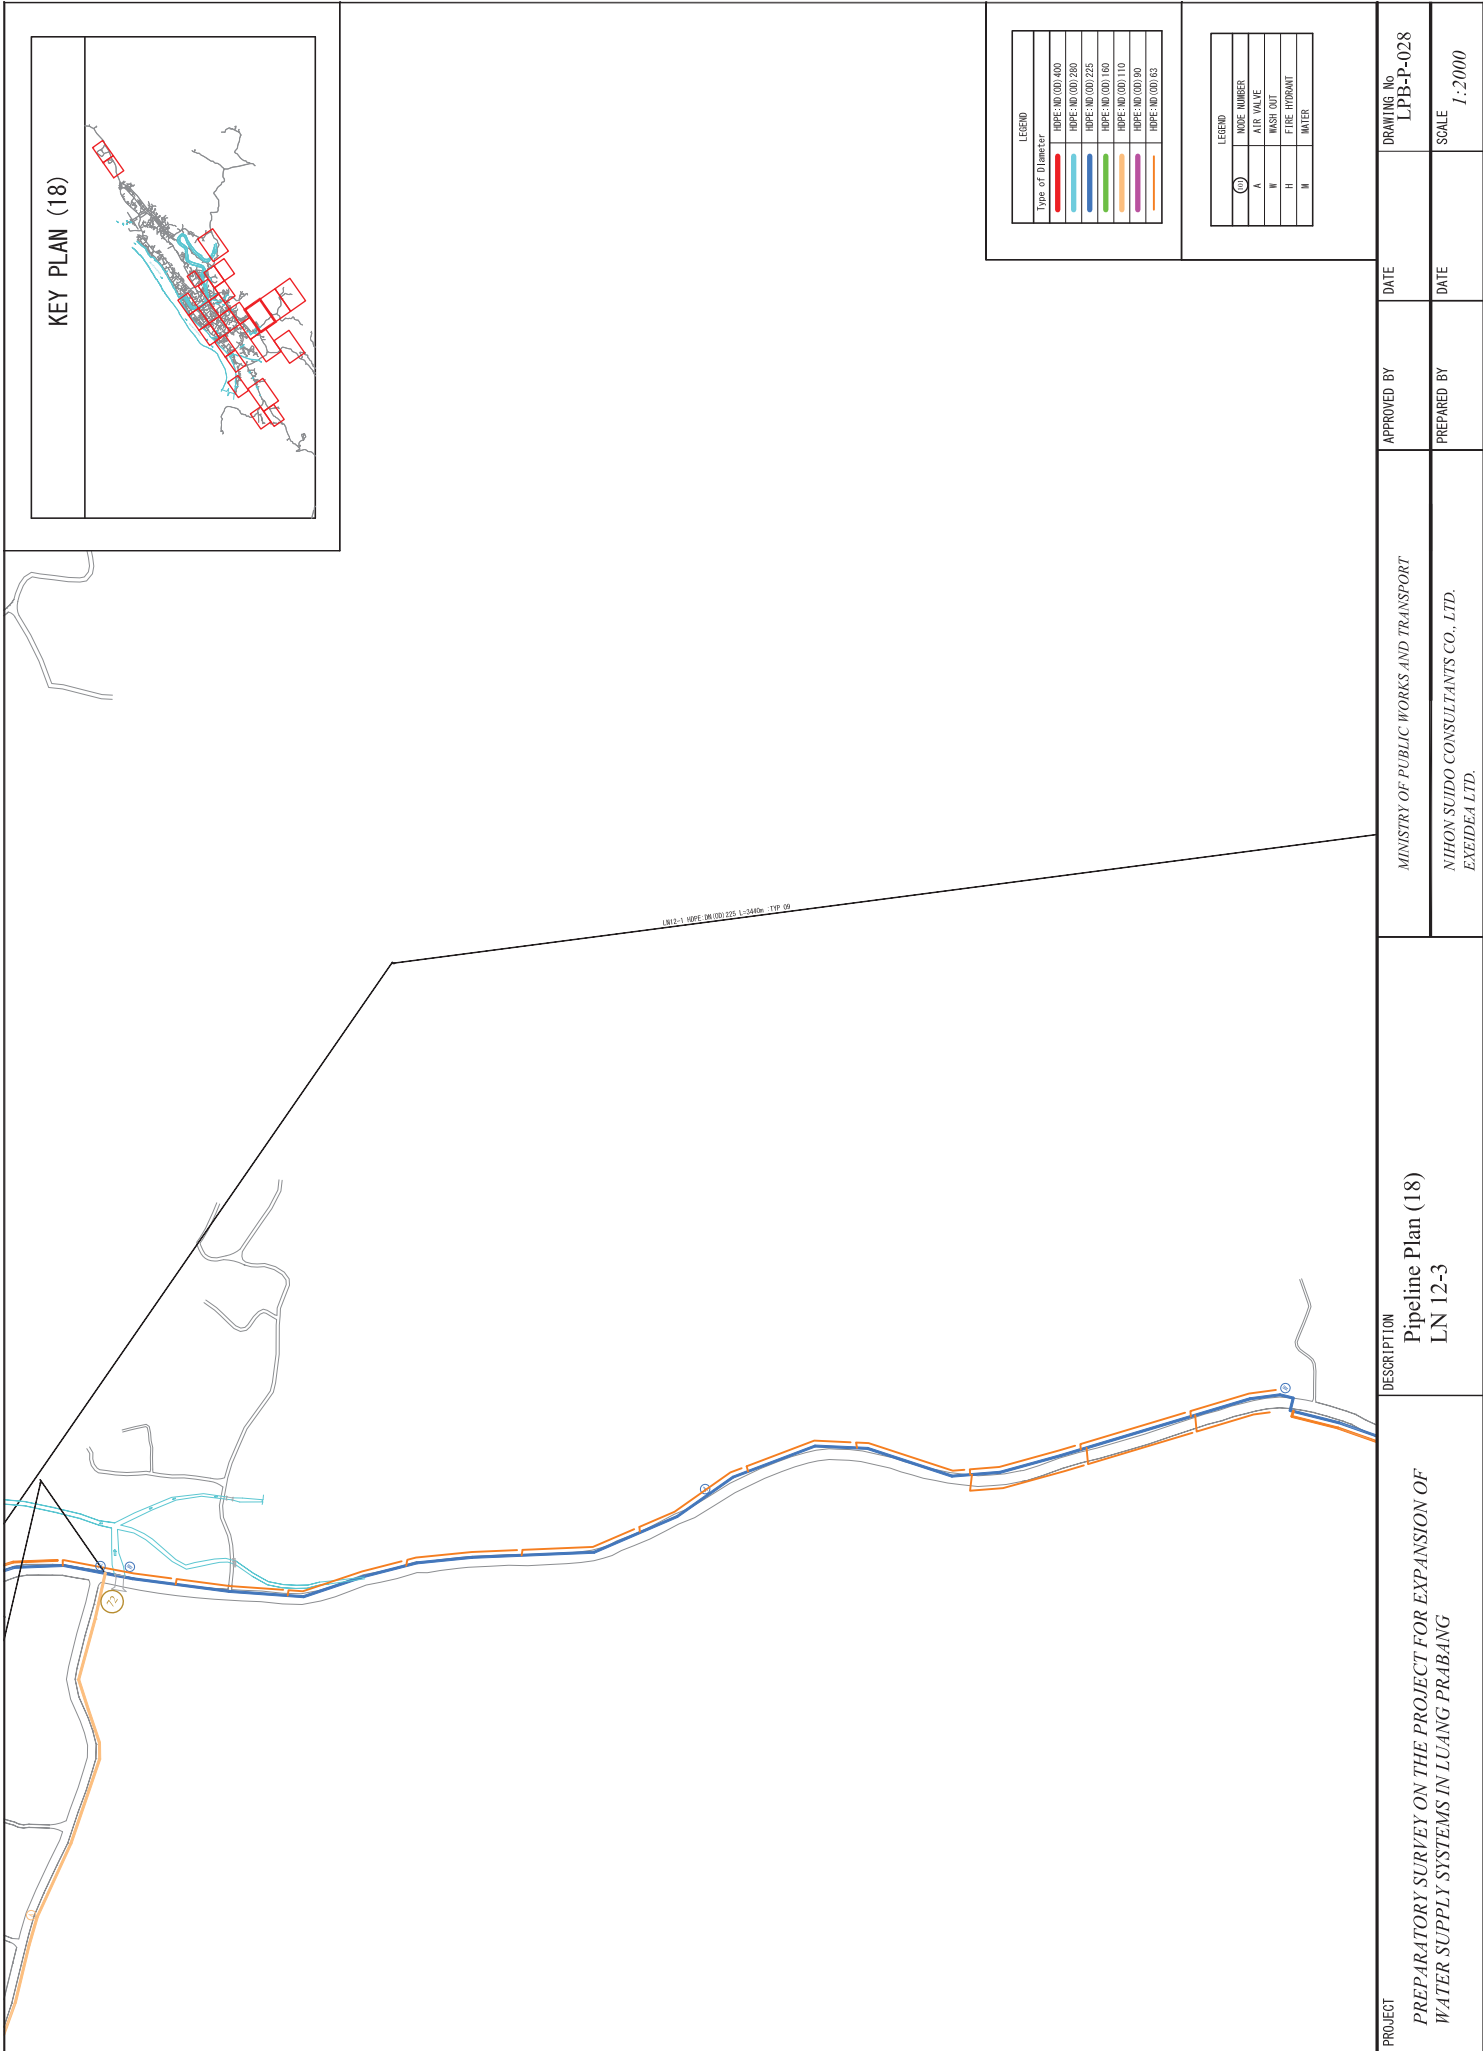 KEY PLAN (18)
LEGEND
Type of Diameter
HDPE:ND(OD)400
HDPE:ND(OD)280
HDPE:ND(OD)225
HDPE:ND(OD)160
HDPE:ND(OD)110
HDPE:ND(OD)90
HDPE:ND(OD)63
LEGEND
001 NODE NUMBER
A AIR VALVE
W WASH OUT
H FIRE HYDRANT
M MATER
LN12-1 HDPE:DN(OD)225 L=3440m TYP 09
72
PROJECT
PREPARATORY SURVEY ON THE PROJECT FOR EXPANSION OF
WATER SUPPLY SYSTEMS IN LUANG PRABANG
DESCRIPTION
Pipeline Plan (18)
LN 12-3
MINISTRY OF PUBLIC WORKS AND TRANSPORT
NIHON SUIDO CONSULTANTS CO., LTD.
EXEIDEA LTD.
APPROVED BY
PREPARED BY
DATE
DATE
DRAWING No
LPB-P-028
SCALE
1:2000